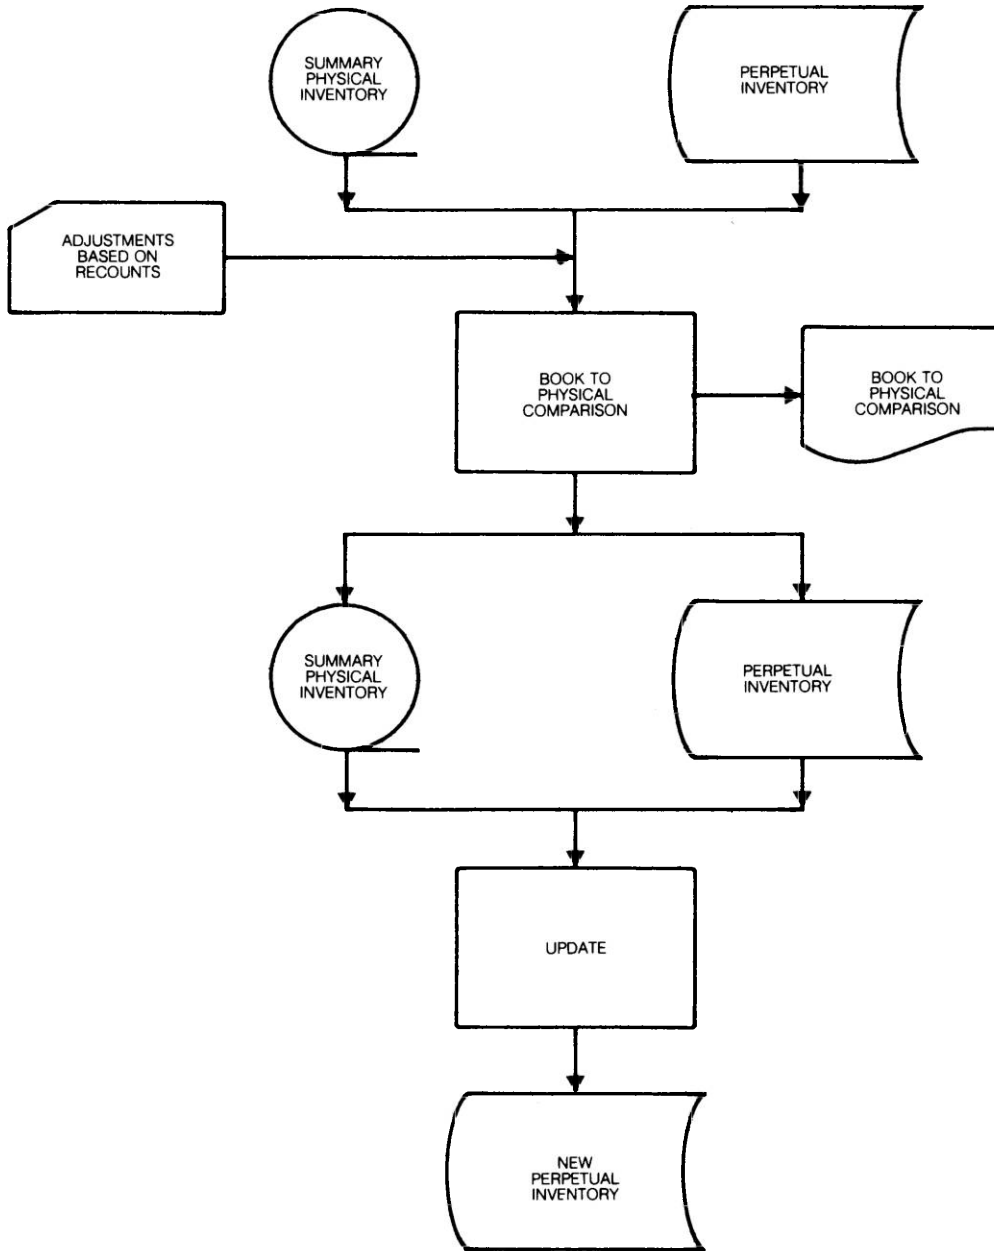 SUMMARY
PHYSICAL
INVENTORY
PERPETUAL
INVENTORY
ADJUSTMENTS
BASED ON
RECOUNTS
BOOK TO
PHYSICAL
COMPARISON
BOOK TO
PHYSICAL
COMPARISON
SUMMARY
PHYSICAL
INVENTORY
PERPETUAL
INVENTORY
UPDATE
NEW
PERPETUAL
INVENTORY